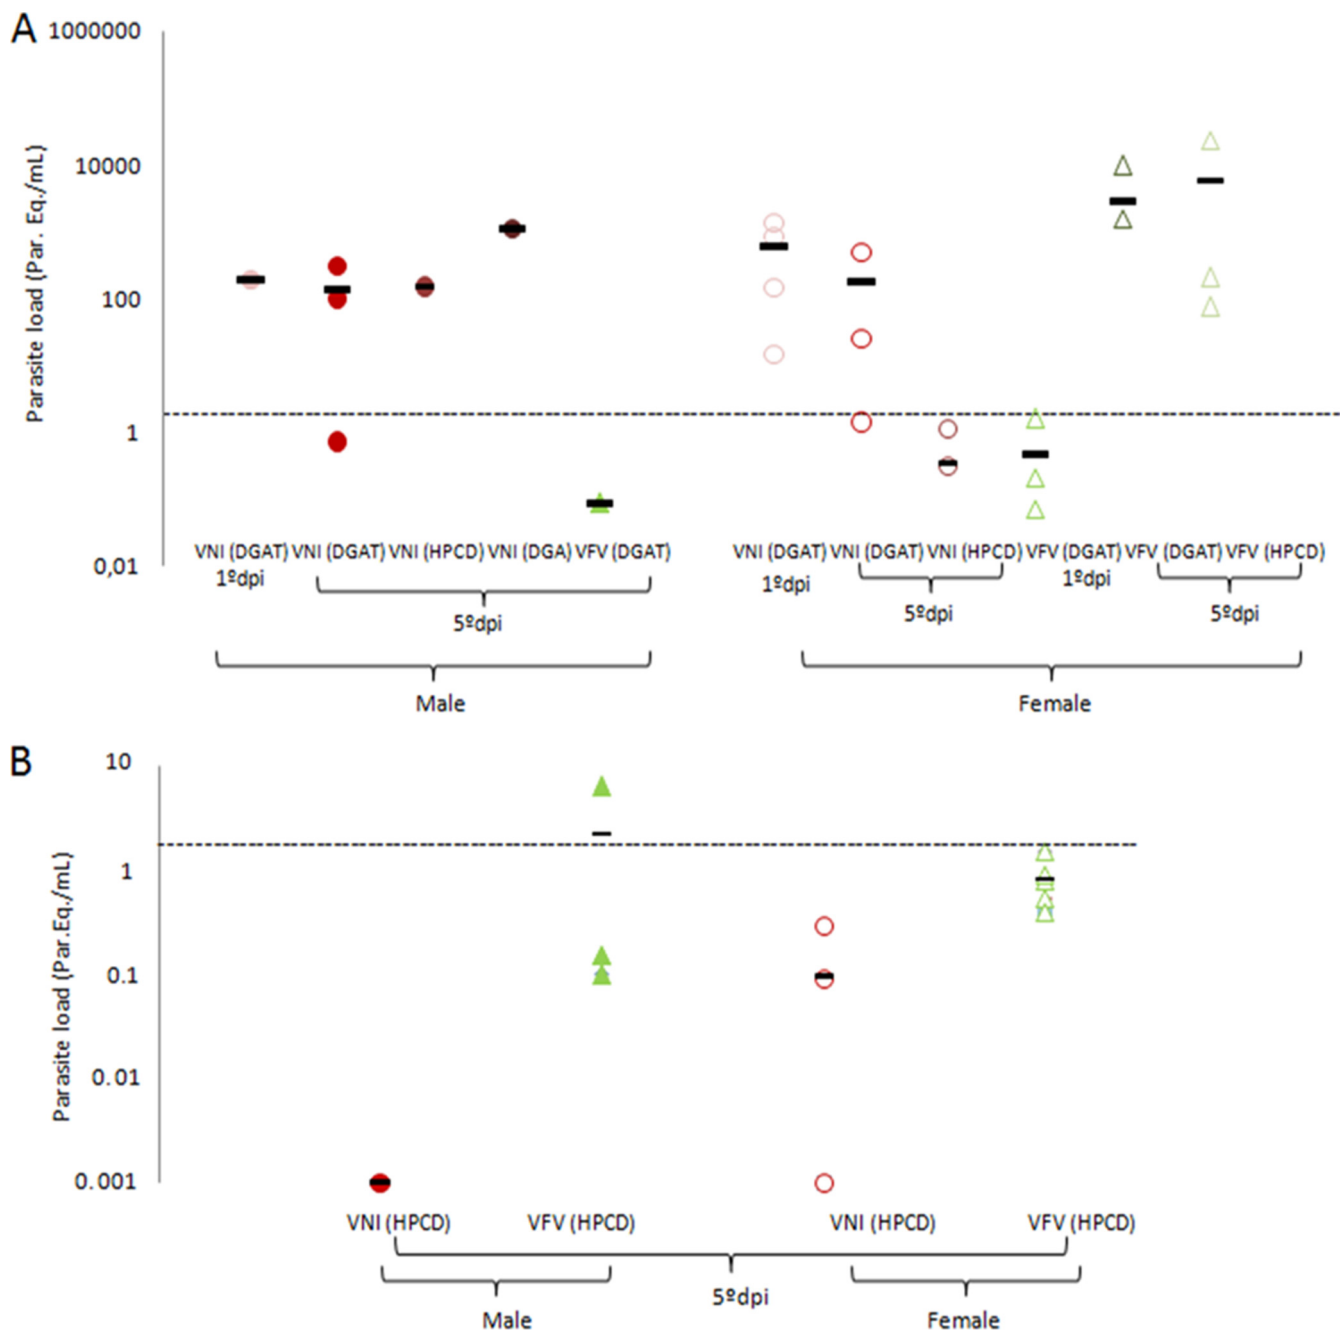 A
1000000
10000
100
1
0,01
Parasite load (Par. Eq./mL)
VNI (DGAT) VNI (DGAT) VNI (HPCD) VNI (DGA) VFV (DGAT)
1ºdpi
5ºdpi
Male
VNI (DGAT) VNI (DGAT) VNI (HPCD) VFV (DGAT) VFV (DGAT) VFV (HPCD)
1ºdpi
5ºdpi
1ºdpi
5ºdpi
Female
B
10
1
0.1
0.01
0.001
Parasite load (Par.Eq./mL)
VNI (HPCD)
VFV (HPCD)
VNI (HPCD)
VFV (HPCD)
5ºdpi
Male
Female